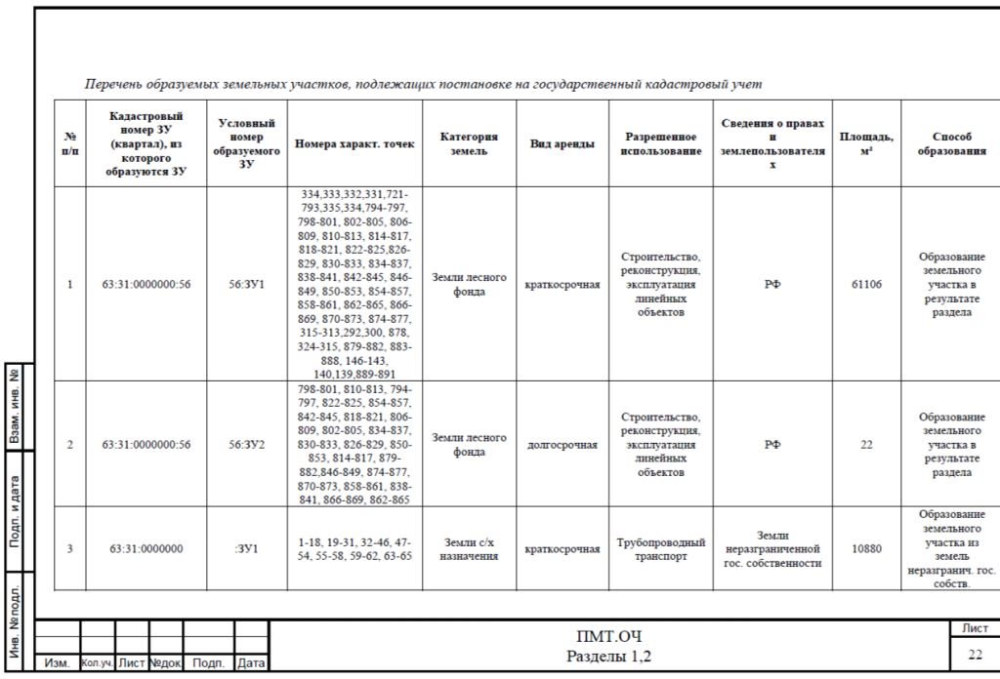 Перечень образуемых земельных участков, подлежащих постановке на государственный кадастровый учет
№
п/п
Кадастровый
номер ЗУ
(квартал), из
которого
образуются ЗУ
Условный
номер
образуемого
ЗУ
Номера характ. точек
Категория
земель
Вид аренды
Разрешенное
использование
Сведения о правах
и
землепользователя
х
Площадь,
м²
Способ
образования
1
63:31:0000000:56
56:ЗУ1
334,333,332,331,721-
793,335,334,794-797,
798-801, 802-805, 806-
809, 810-813, 814-817,
818-821, 822-825,826-
829, 830-833, 834-837,
838-841, 842-845, 846-
849, 850-853, 854-857,
858-861, 862-865, 866-
869, 870-873, 874-877,
315-313,292,300, 878,
324-315, 879-882, 883-
888, 146-143,
140,139,889-891
Земли лесного
фонда
краткосрочная
Строительство,
реконструкция,
эксплуатация
линейных
объектов
РФ
61106
Образование
земельного
участка в
результате
раздела
2
63:31:0000000:56
56:ЗУ2
798-801, 810-813, 794-
797, 822-825, 854-857,
842-845, 818-821, 806-
809, 802-805, 834-837,
830-833, 826-829, 850-
853, 814-817, 879-
882,846-849, 874-877,
870-873, 858-861, 838-
841, 866-869, 862-865
Земли лесного
фонда
долгосрочная
Строительство,
реконструкция,
эксплуатация
линейных
объектов
РФ
22
Образование
земельного
участка в
результате
раздела
3
63:31:0000000
:ЗУ1
1-18, 19-31, 32-46, 47-
54, 55-58, 59-62, 63-65
Земли с/х
назначения
краткосрочная
Трубопроводный
транспорт
Земли
неразграниченной
гос. собственности
10880
Образование
земельного
участка из
земель
неразгранич. гос.
собств.
Взам. инв. №
Подп. и дата
Инв. №подл.
Изм.
Кол.уч.
Лист
№док
Подп.
Дата
ПМТ.ОЧ
Разделы 1,2
Лист
22